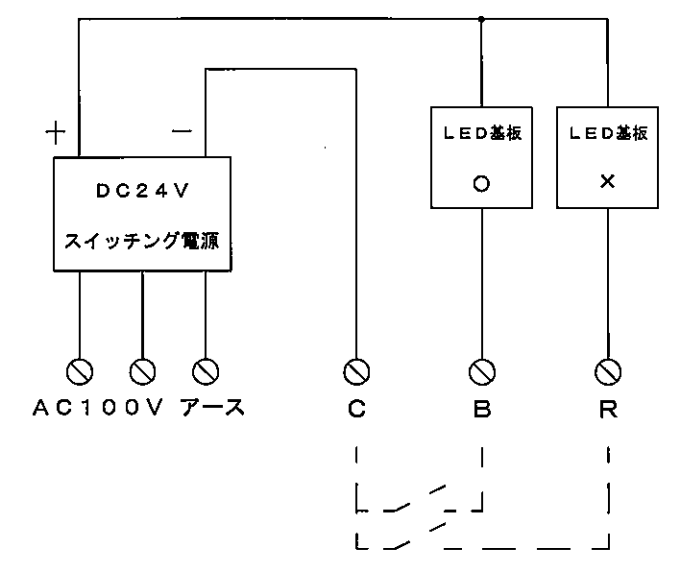 + −
LED基板 LED基板
○ ×
DC24V
スイッチング電源
AC100V アース C B R